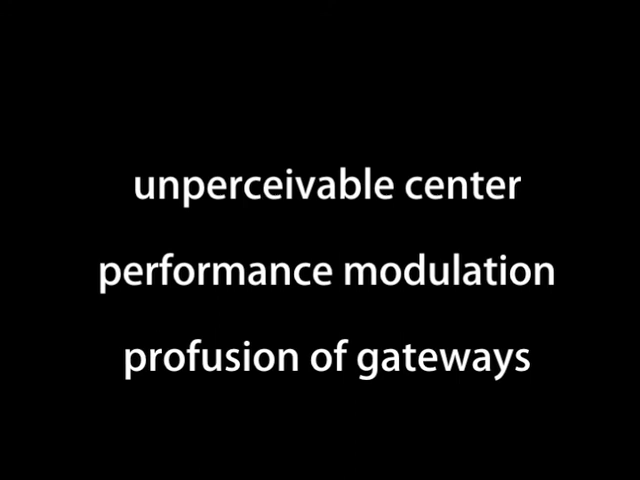 unperceivable center
performance modulation
profusion of gateways